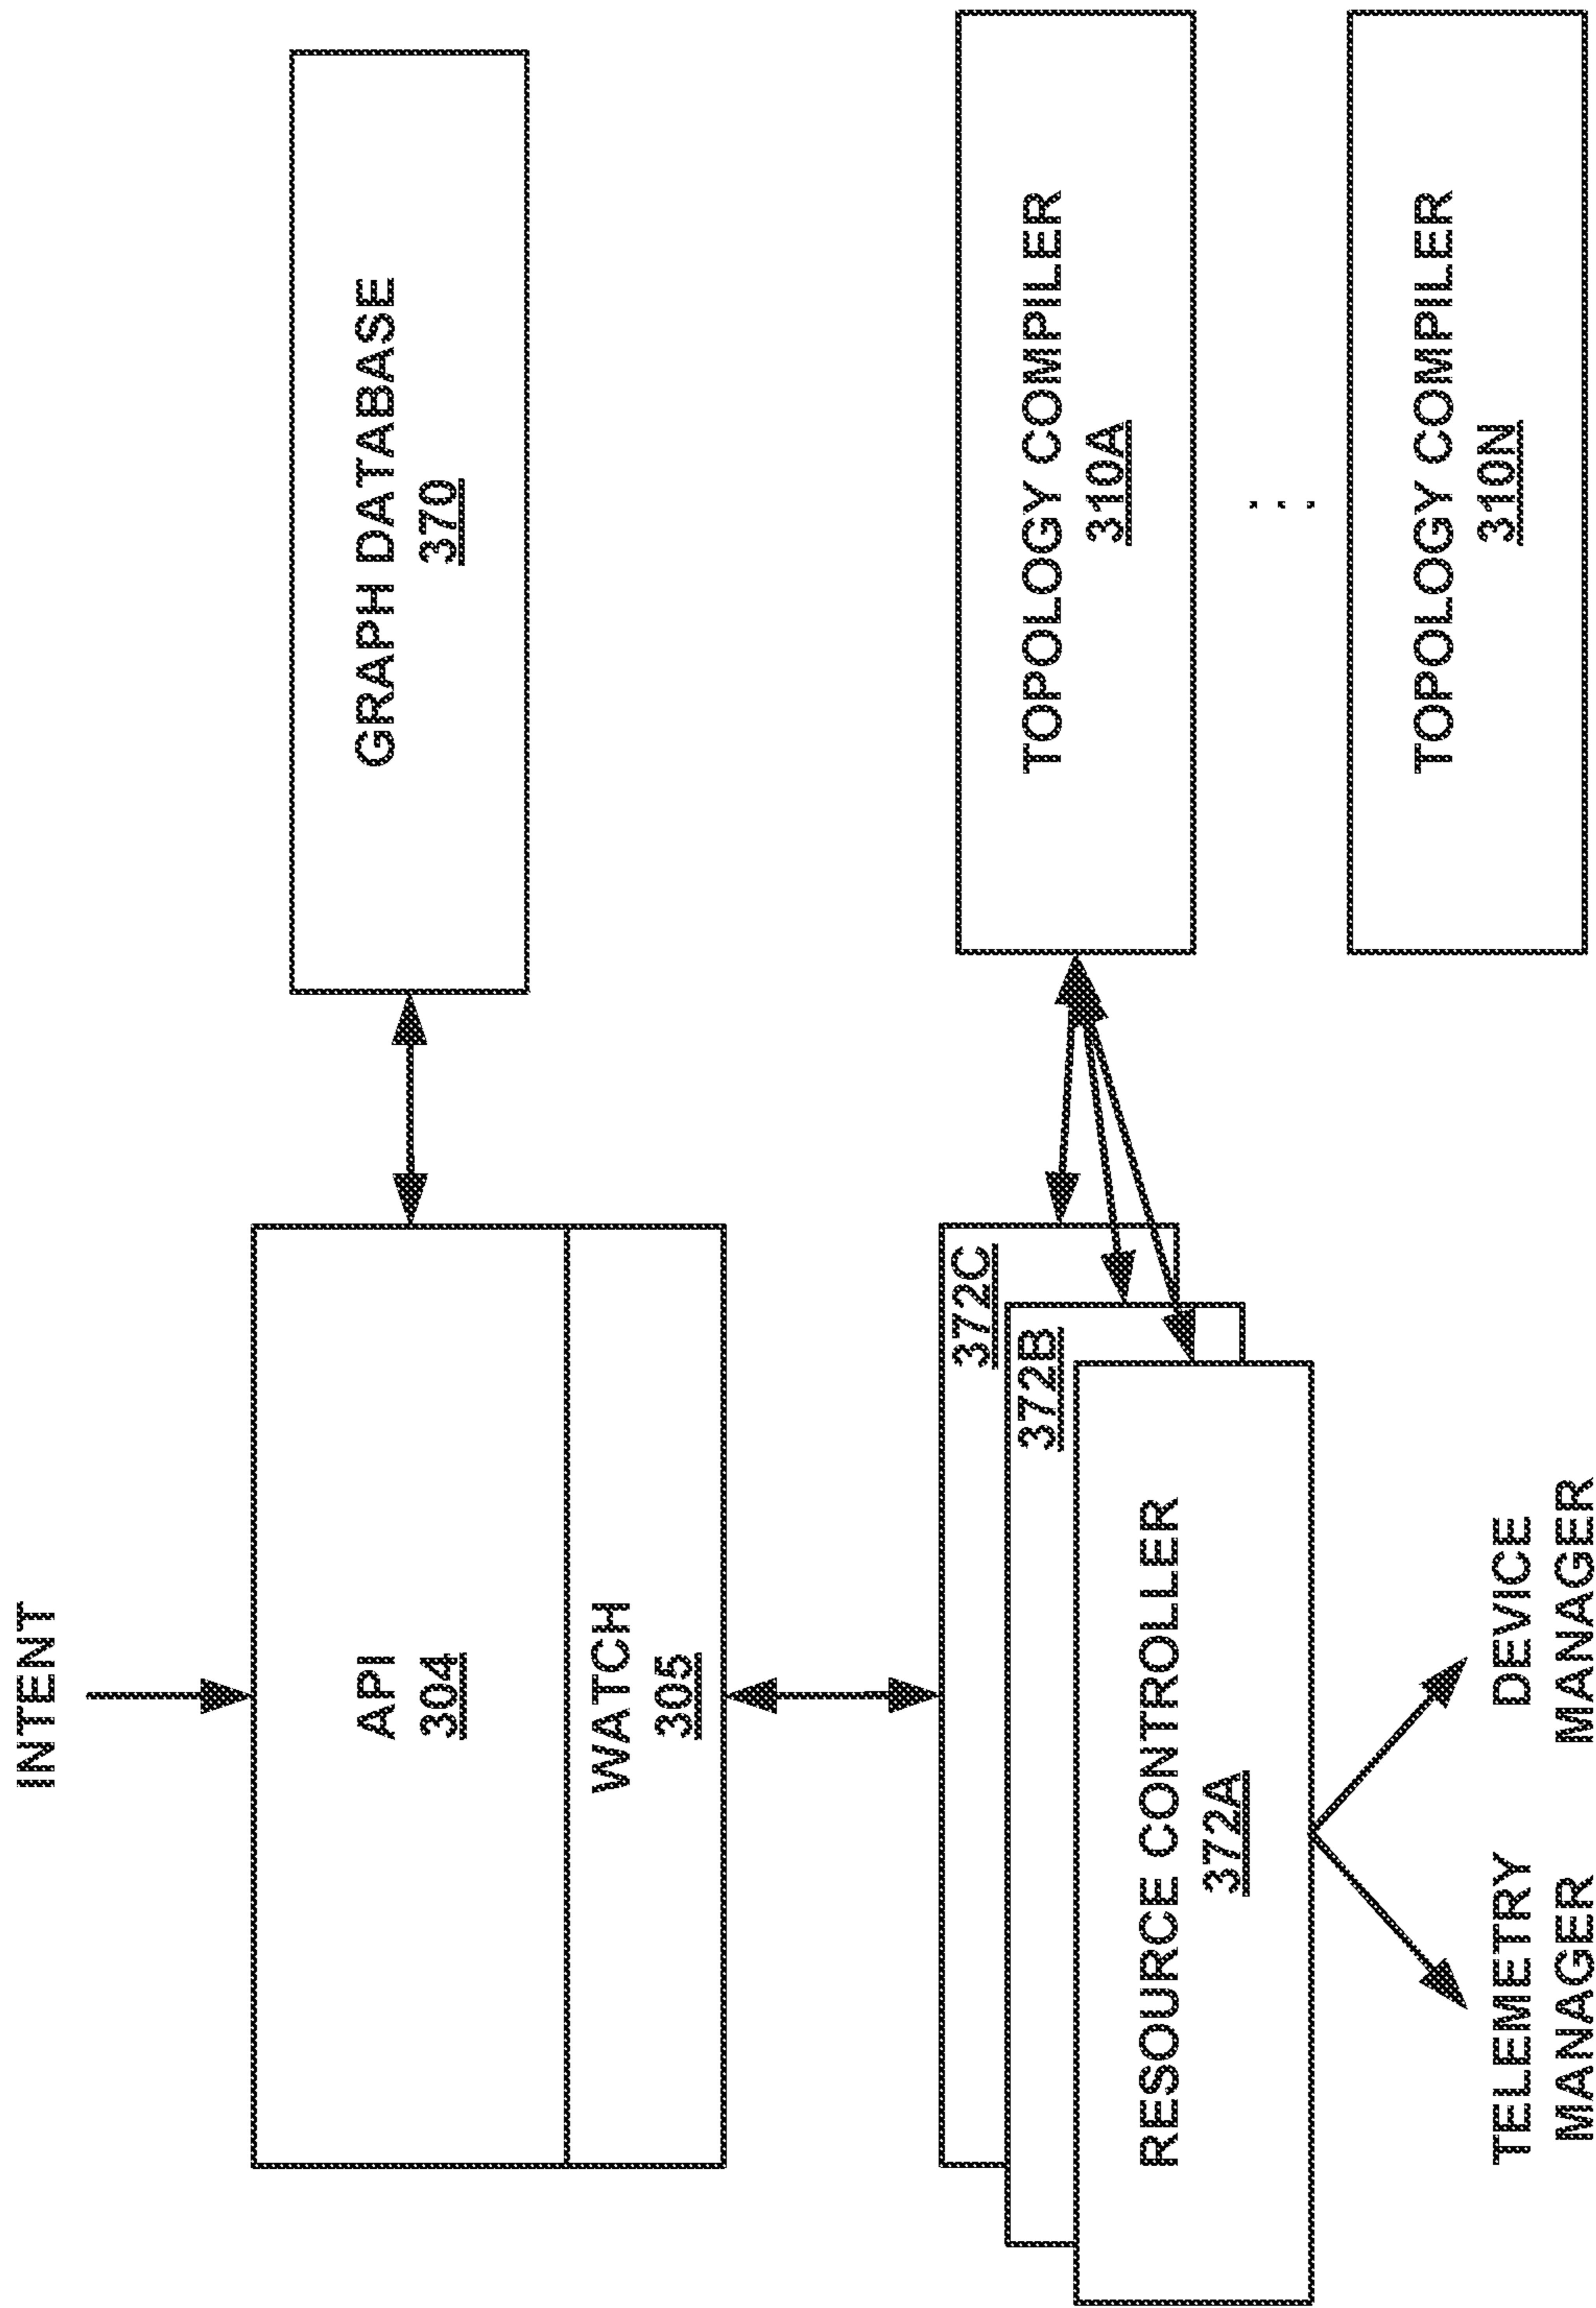 INTENT
API
304
WATCH
305
GRAPH DATABASE
370
372C
372B
RESOURCE CONTROLLER
372A
TOPOLOGY COMPILER
310A
. . .
TOPOLOGY COMPILER
310N
TELEMETRY
MANAGER
DEVICE
MANAGER